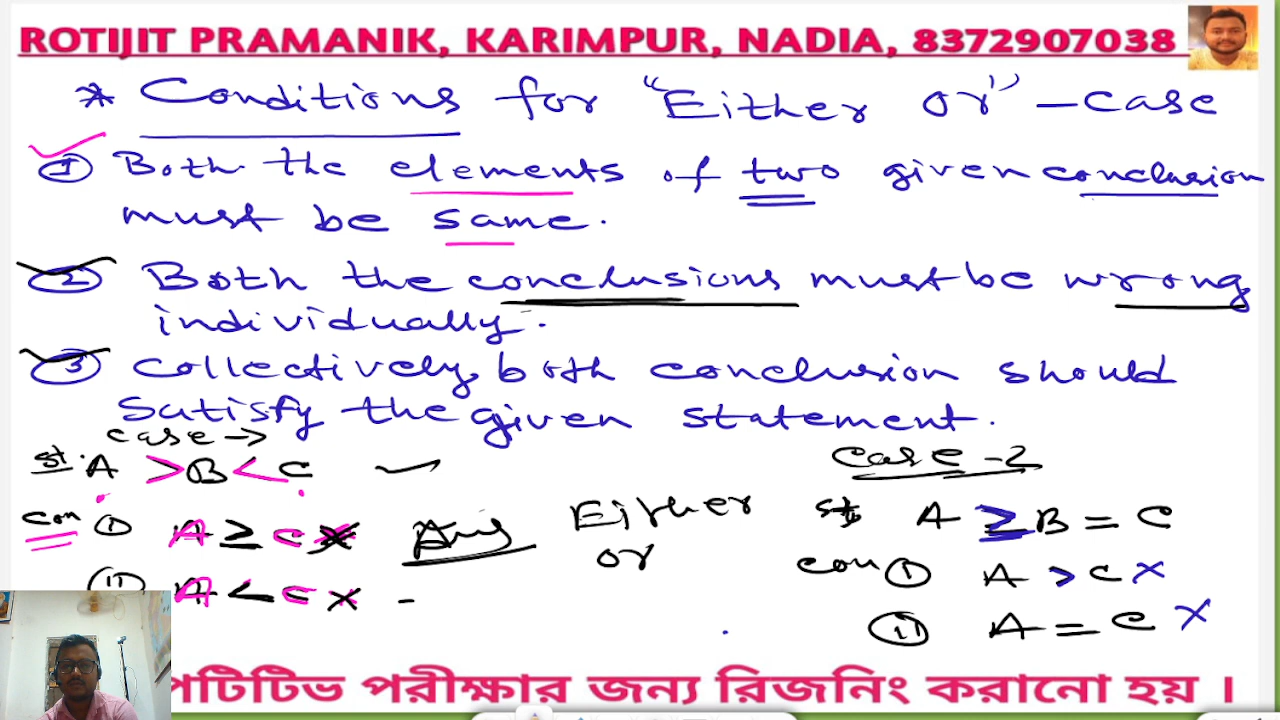 ROTIJIT PRAMANIK, KARIMPUR, NADIA, 8372907038
* Conditions for "Either or" - case
① Both the elements of two given conclusion
must be same.
② Both the conclusions must be wrong
individually.
③ Collectively both conclusion should
satisfy the given statement.
case →
st. A > B < C ✓
con ① A ≥ C ×
ⓘⓘ A < C × -
Ans Either
or
Case - 2
st. A ≥ B = C
con ① A > C ×
ⓘⓘ A = C ×
পটিটিভ পরীক্ষার জন্য রিজনিং করানো হয় ।